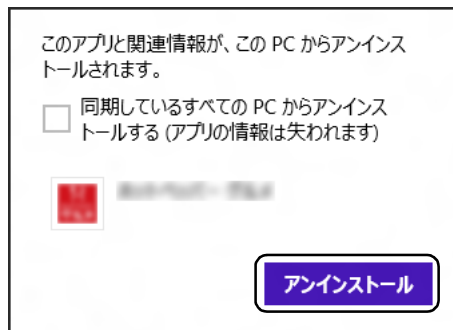 このアプリと関連情報が、この PC からアンインス
トールされます。
同期しているすべての PC からアンインス
トールする (アプリの情報は失われます)
アンインストール